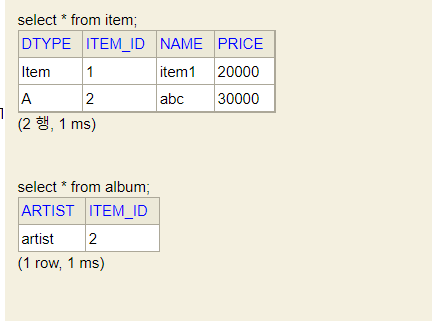 select * from item;
DTYPE ITEM_ID NAME PRICE
Item 1 item1 20000
A 2 abc 30000
(2 행, 1 ms)
select * from album;
ARTIST ITEM_ID
artist 2
(1 row, 1 ms)